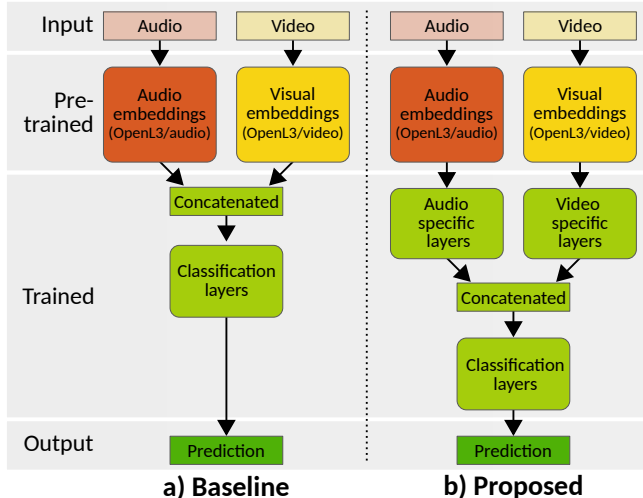 Input
Audio
Video
Audio
Video
Pre-
trained
Audio
embeddings
(OpenL3/audio)
Visual
embeddings
(OpenL3/video)
Audio
embeddings
(OpenL3/audio)
Visual
embeddings
(OpenL3/video)
Trained
Concatenated
Classification
layers
Audio
specific
layers
Video
specific
layers
Concatenated
Classification
layers
Output
Prediction
Prediction
a) Baseline
b) Proposed